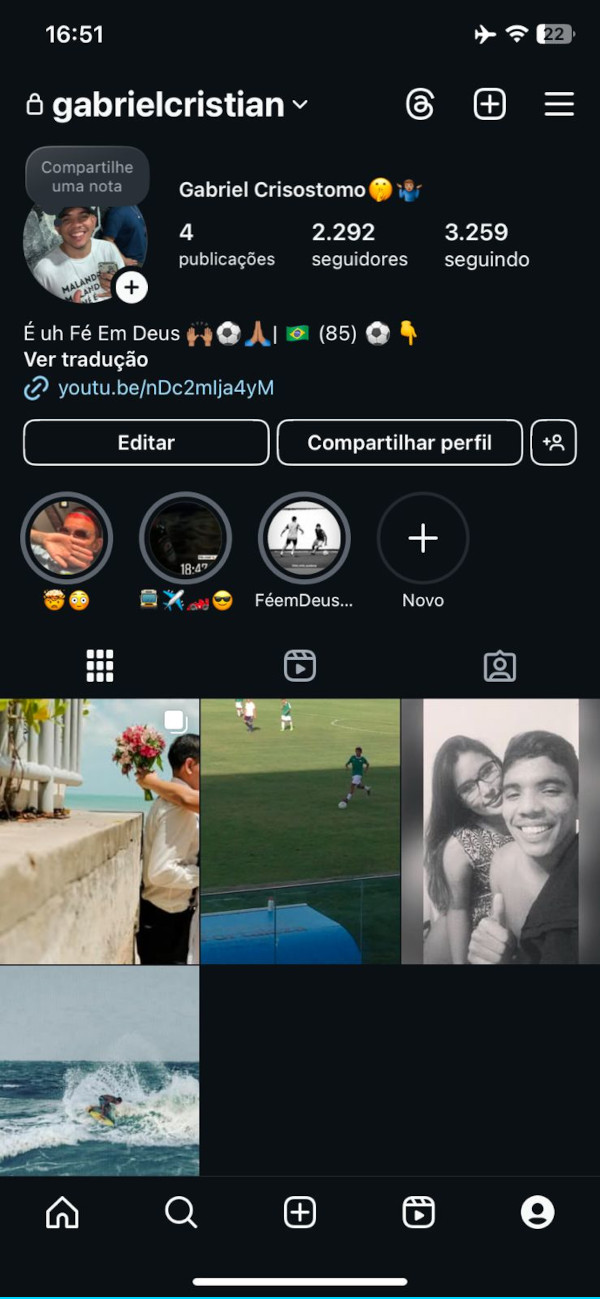 16:51
22
gabrielcristian
Compartilhe
uma nota
Gabriel Crisostomo🤫🤷🏽‍♂️
4 2.292 3.259
publicações seguidores seguindo
É uh Fé Em Deus 🙌🏽⚽🙏🏽| 🇧🇷 (85) ⚽ 👇
Ver tradução
youtu.be/nDc2mlja4yM
Editar Compartilhar perfil
18:47
🤯😳 🚎✈️🏎️😎 FéemDeus... Novo